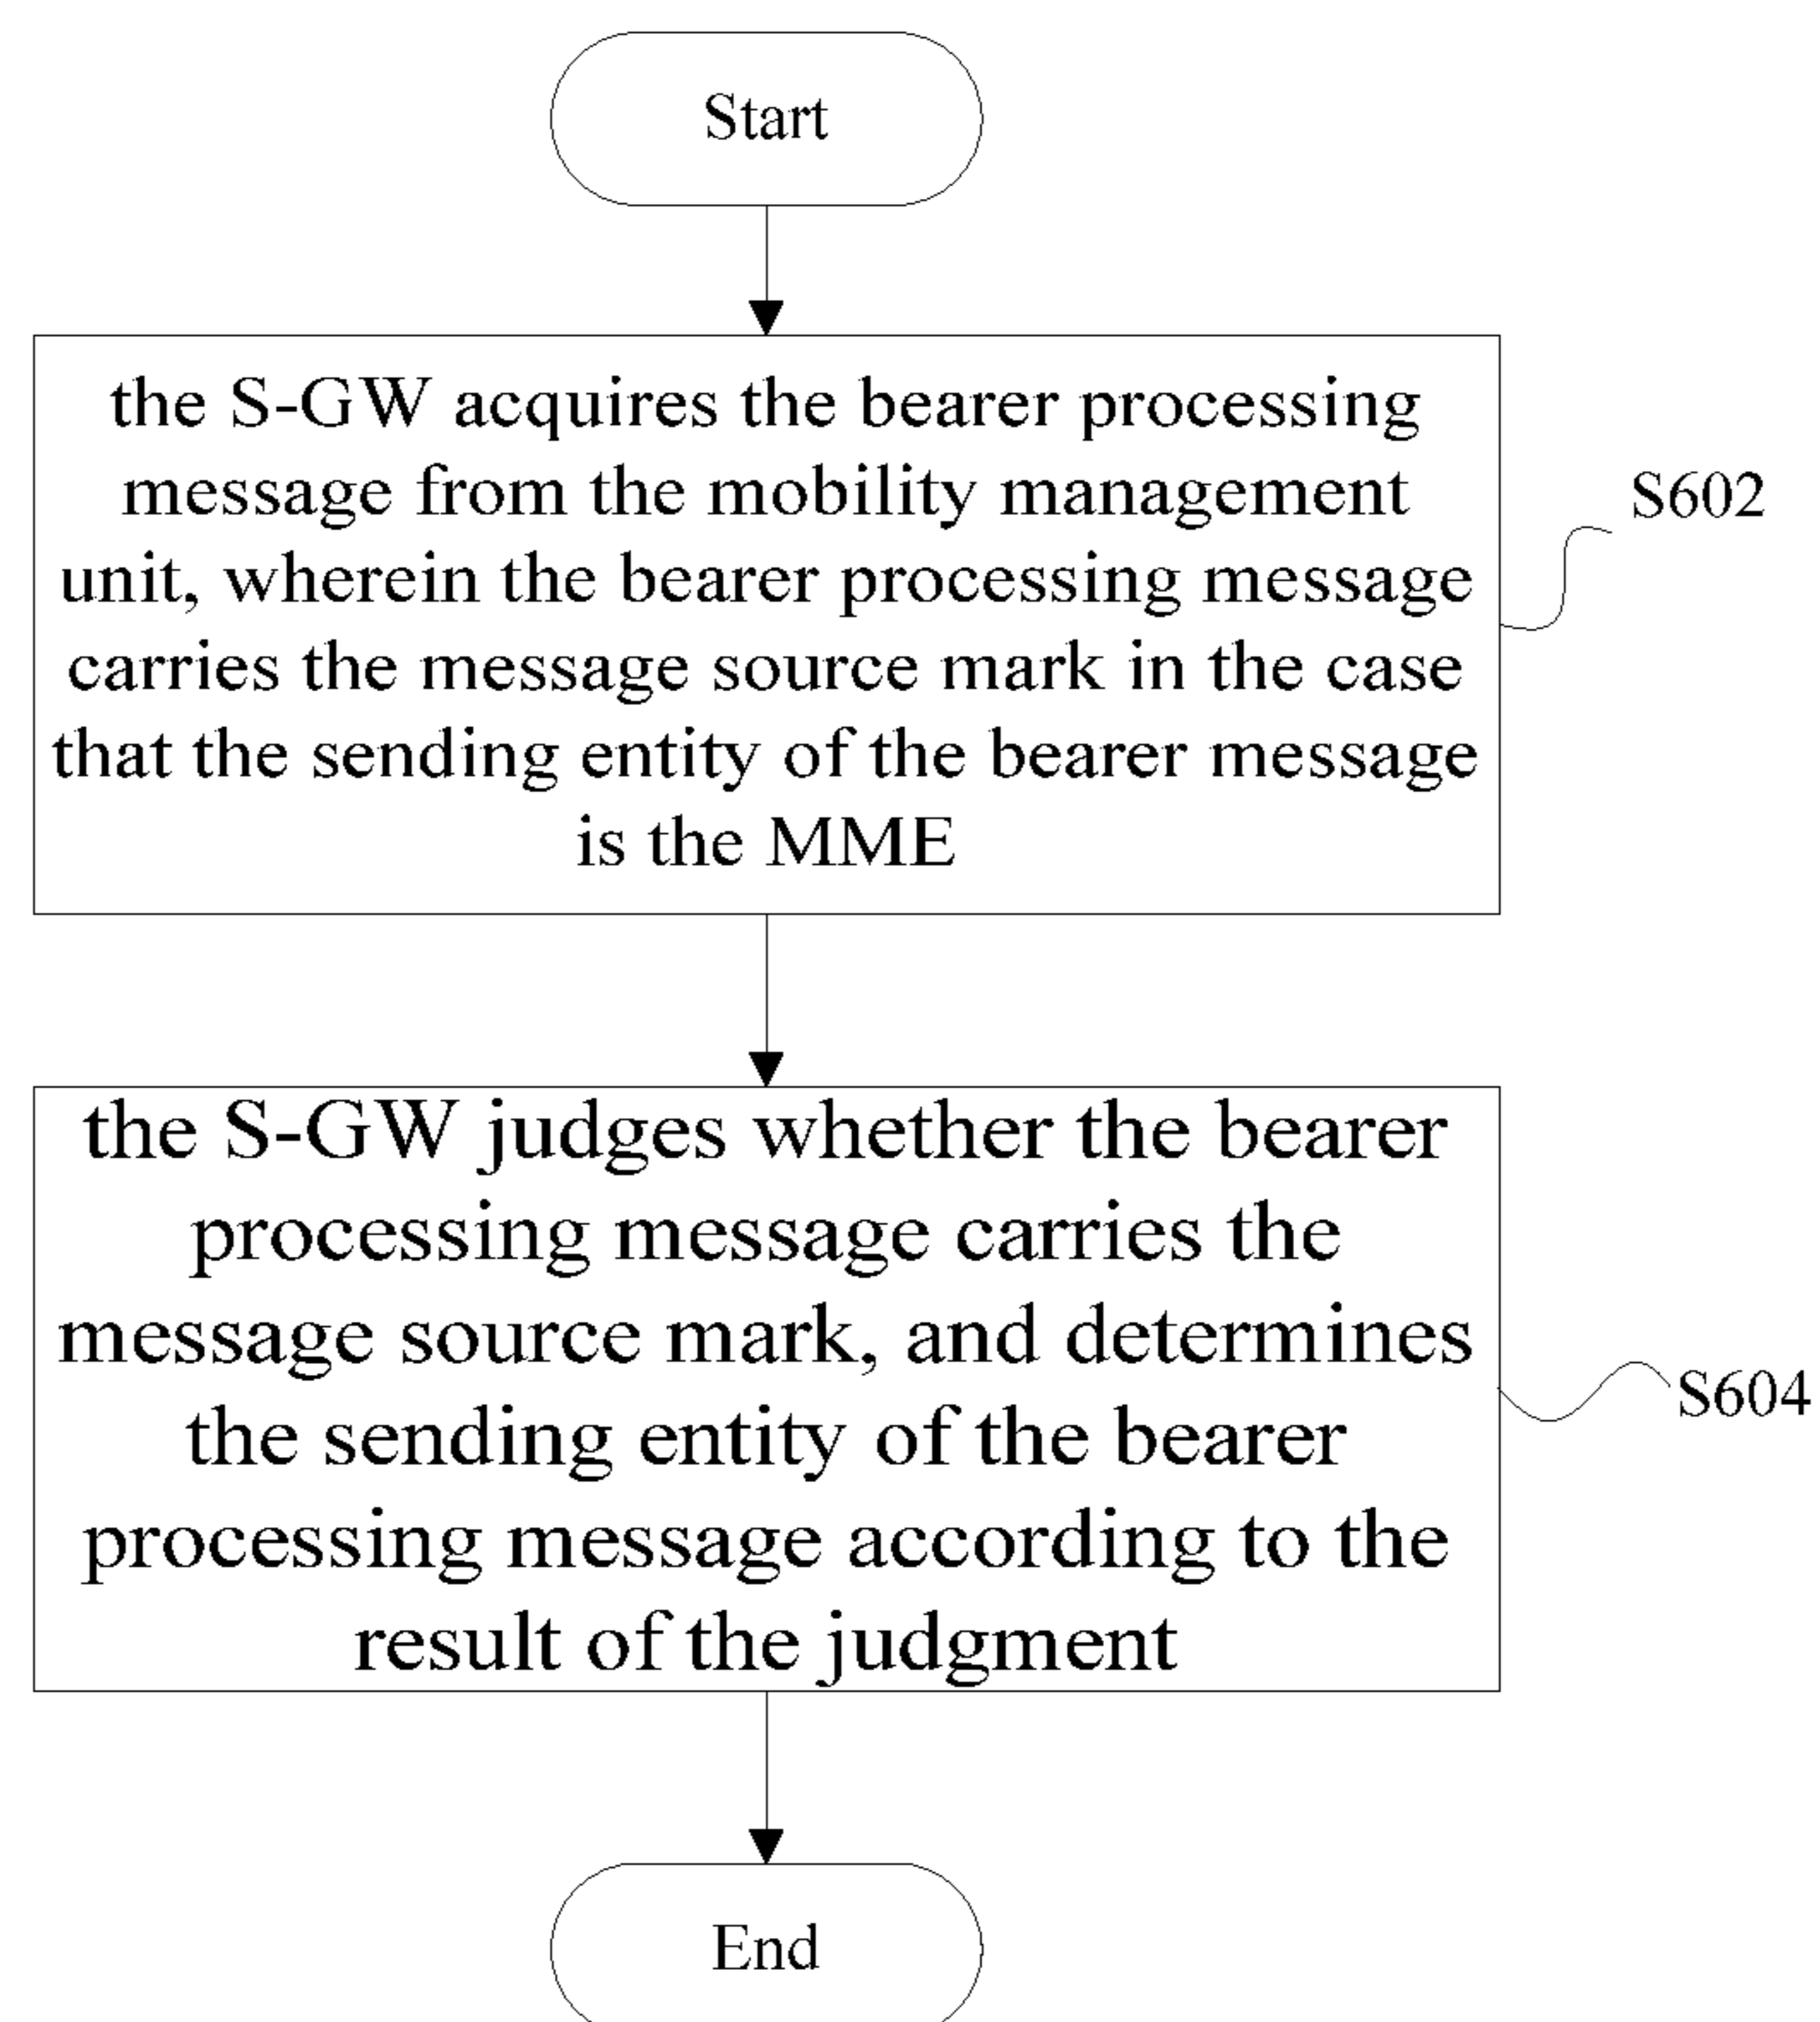 Start
the S-GW acquires the bearer processing
message from the mobility management
unit, wherein the bearer processing message
carries the message source mark in the case
that the sending entity of the bearer message
is the MME
S602
the S-GW judges whether the bearer
processing message carries the
message source mark, and determines
the sending entity of the bearer
processing message according to the
result of the judgment
S604
End